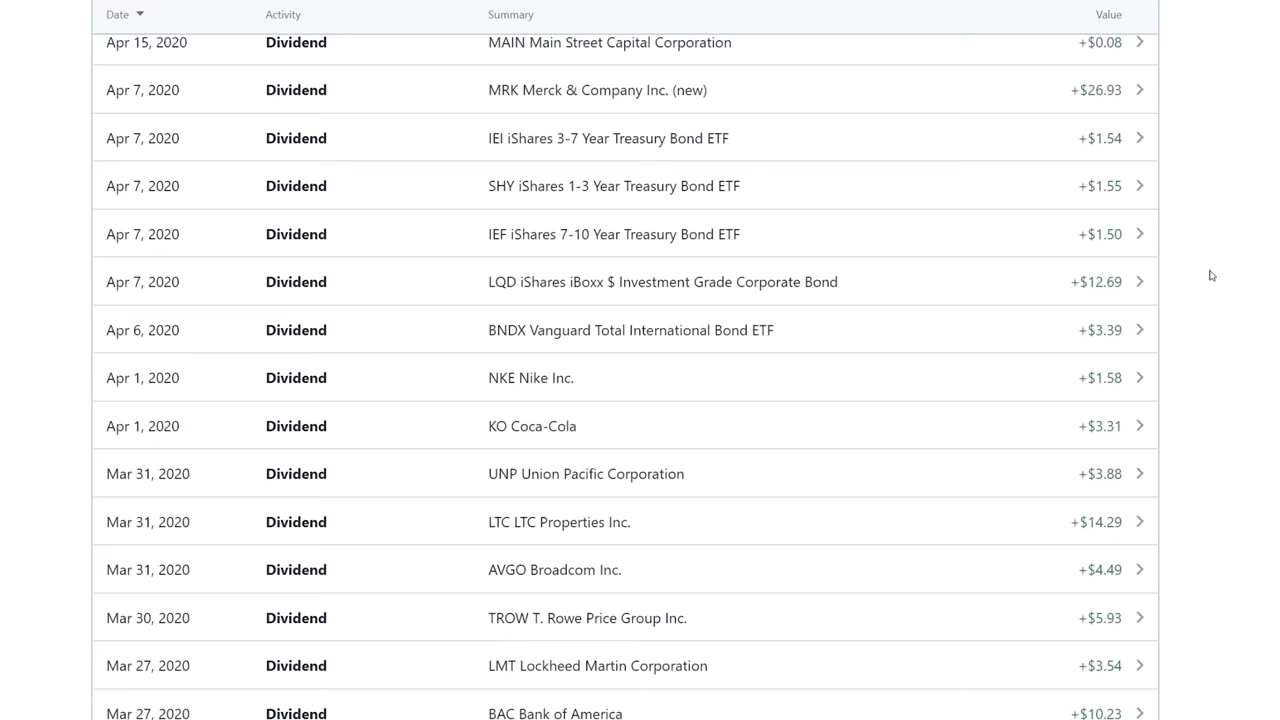 Date Activity Summary Value
Apr 15, 2020 Dividend MAIN Main Street Capital Corporation +$0.08
Apr 7, 2020 Dividend MRK Merck & Company Inc. (new) +$26.93
Apr 7, 2020 Dividend IEI iShares 3-7 Year Treasury Bond ETF +$1.54
Apr 7, 2020 Dividend SHY iShares 1-3 Year Treasury Bond ETF +$1.55
Apr 7, 2020 Dividend IEF iShares 7-10 Year Treasury Bond ETF +$1.50
Apr 7, 2020 Dividend LQD iShares iBoxx $ Investment Grade Corporate Bond +$12.69
Apr 6, 2020 Dividend BNDX Vanguard Total International Bond ETF +$3.39
Apr 1, 2020 Dividend NKE Nike Inc. +$1.58
Apr 1, 2020 Dividend KO Coca-Cola +$3.31
Mar 31, 2020 Dividend UNP Union Pacific Corporation +$3.88
Mar 31, 2020 Dividend LTC LTC Properties Inc. +$14.29
Mar 31, 2020 Dividend AVGO Broadcom Inc. +$4.49
Mar 30, 2020 Dividend TROW T. Rowe Price Group Inc. +$5.93
Mar 27, 2020 Dividend LMT Lockheed Martin Corporation +$3.54
Mar 27, 2020 Dividend BAC Bank of America +$10.23